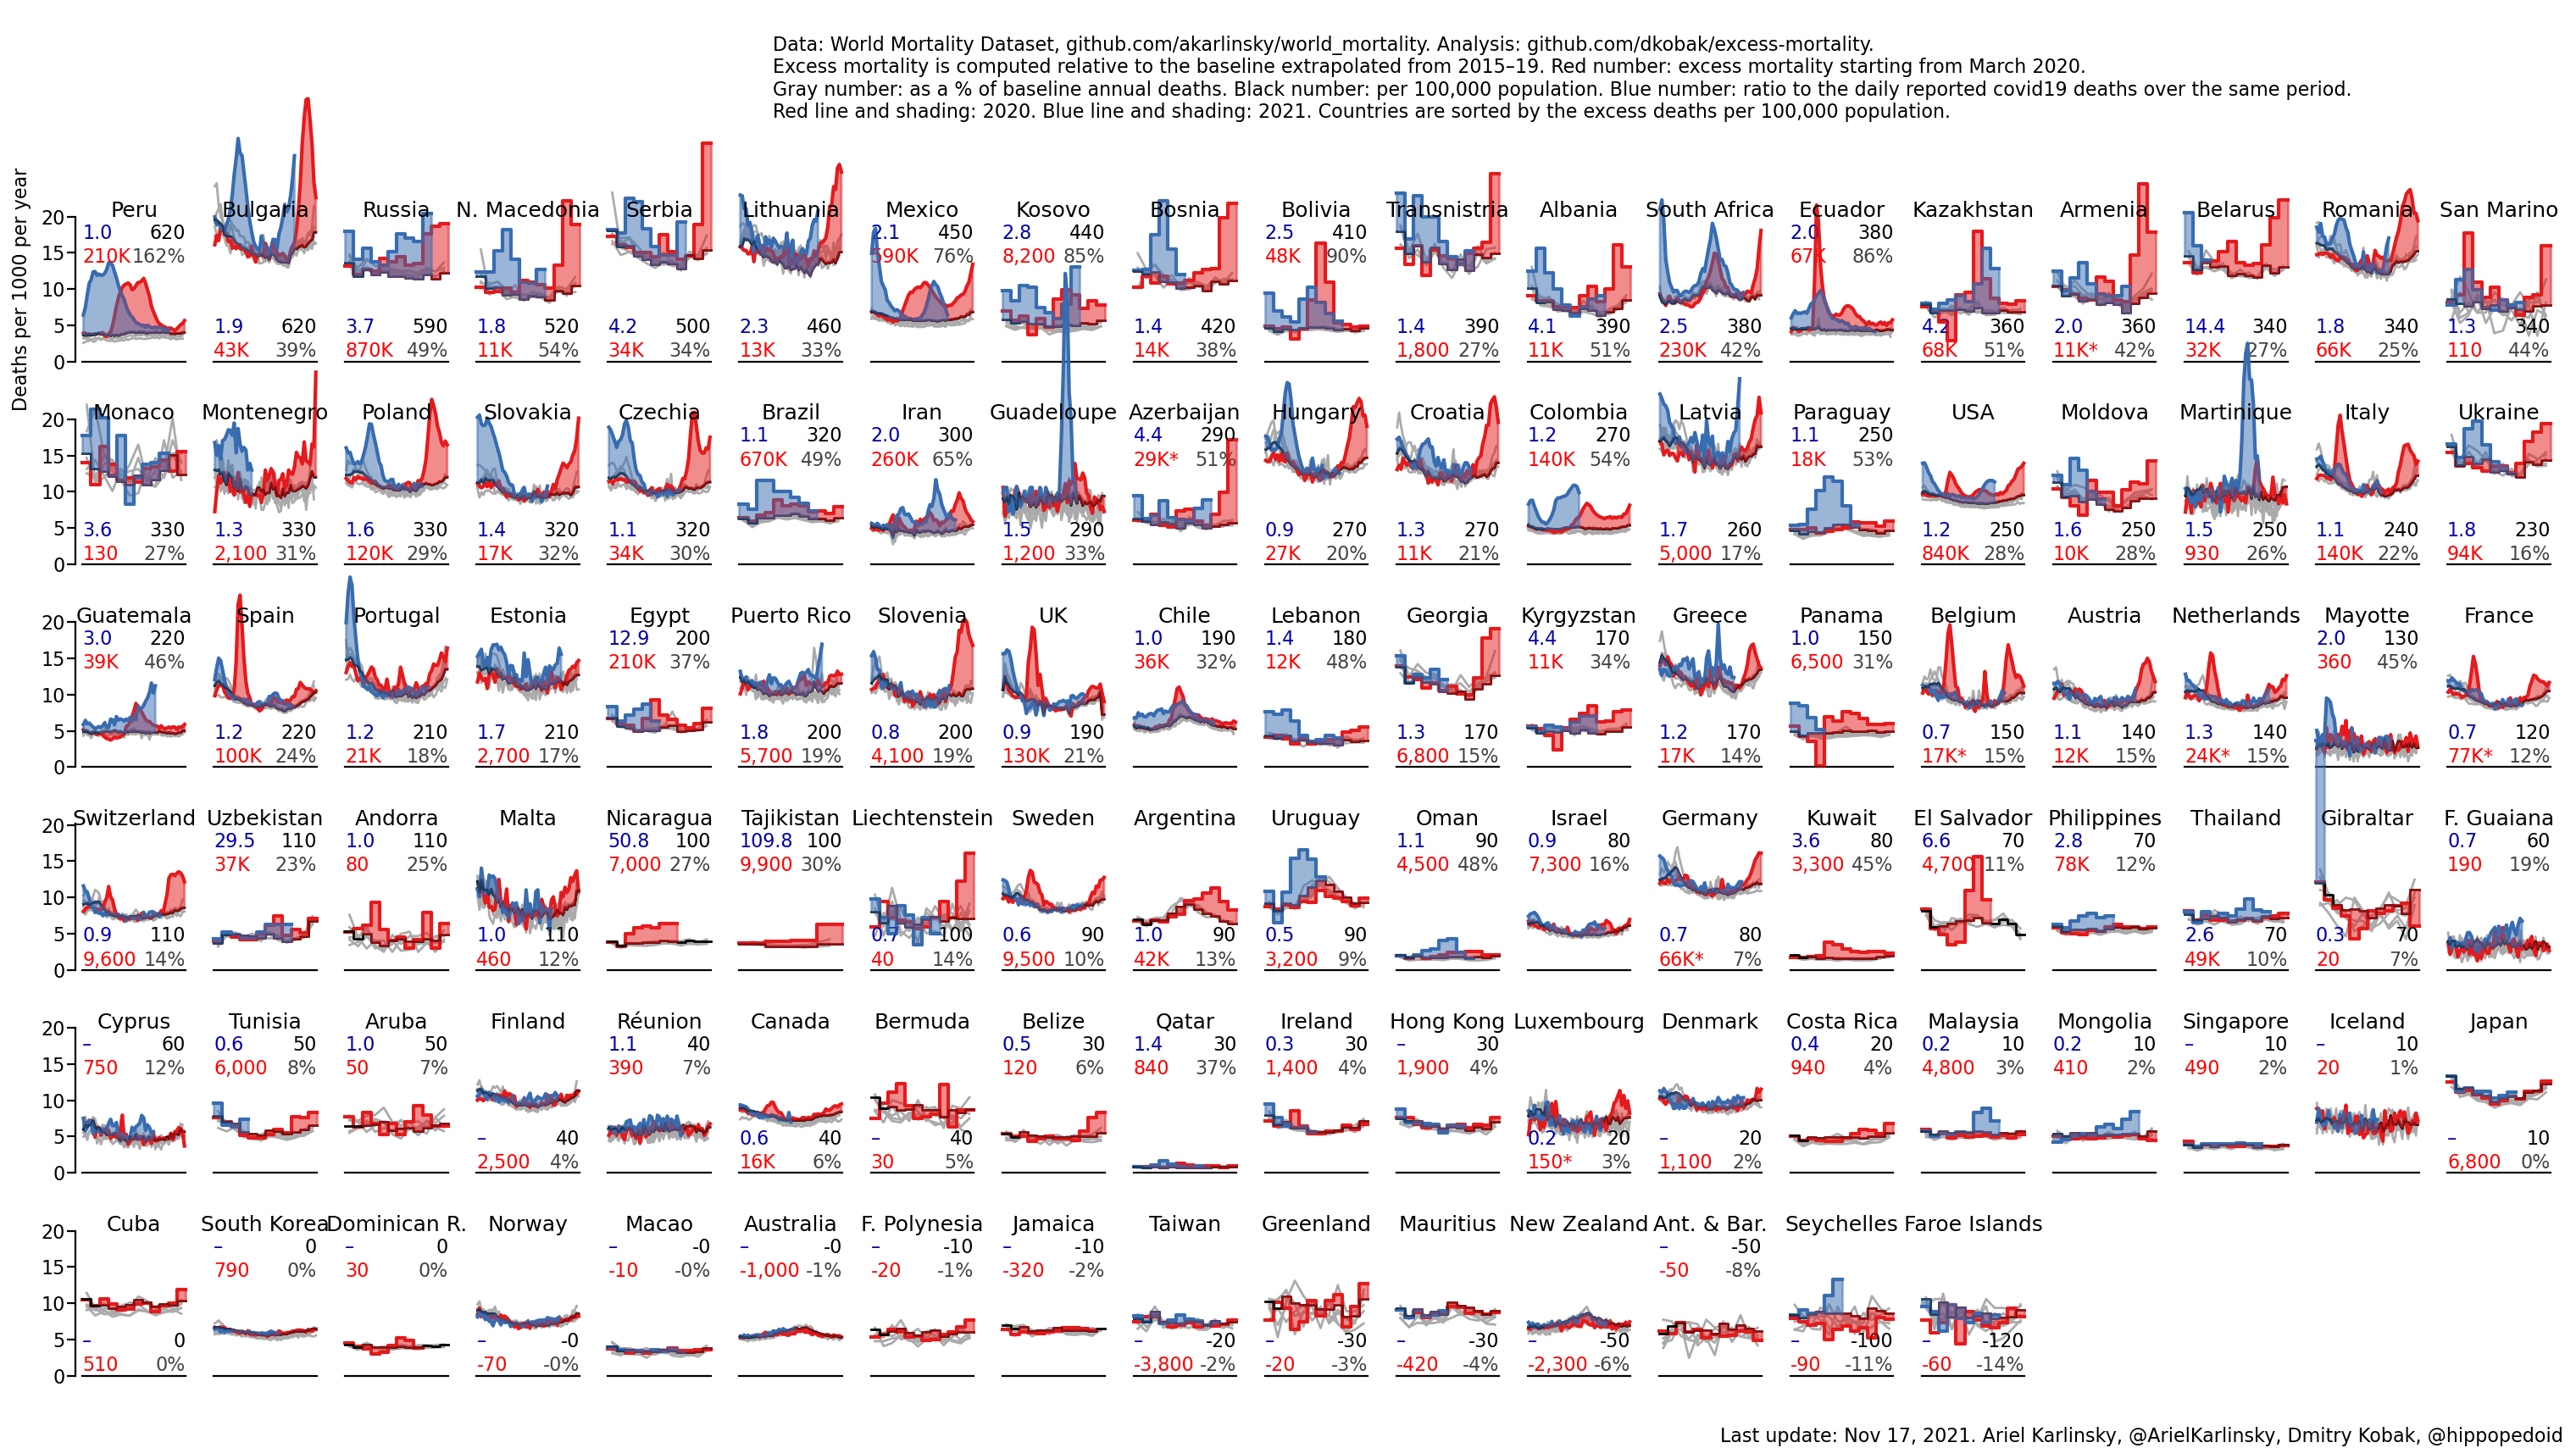 Data: World Mortality Dataset, github.com/akarlinsky/world_mortality. Analysis: github.com/dkobak/excess-mortality.
Excess mortality is computed relative to the baseline extrapolated from 2015–19. Red number: excess mortality starting from March 2020.
Gray number: as a % of baseline annual deaths. Black number: per 100,000 population. Blue number: ratio to the daily reported covid19 deaths over the same period.
Red line and shading: 2020. Blue line and shading: 2021. Countries are sorted by the excess deaths per 100,000 population.
Deaths per 1000 per year
20
15
10
5
0
Peru
1.0 620
210K 162%
Bulgaria
1.9 620
43K 39%
Russia
3.7 590
870K 49%
N. Macedonia
1.8 520
11K 54%
Serbia
4.2 500
34K 34%
Lithuania
2.3 460
13K 33%
Mexico
2.1 450
590K 76%
Kosovo
2.8 440
8,200 85%
Bosnia
1.4 420
14K 38%
Bolivia
2.5 410
48K 90%
Transnistria
1.4 390
1,800 27%
Albania
4.1 390
11K 51%
South Africa
2.5 380
230K 42%
Ecuador
2.0 380
67K 86%
Kazakhstan
4.2 360
68K 51%
Armenia
2.0 360
11K* 42%
Belarus
14.4 340
32K 27%
Romania
1.8 340
66K 25%
San Marino
1.3 340
110 44%
20
15
10
5
0
Monaco
3.6 330
130 27%
Montenegro
1.3 330
2,100 31%
Poland
1.6 330
120K 29%
Slovakia
1.4 320
17K 32%
Czechia
1.1 320
34K 30%
Brazil
1.1 320
670K 49%
Iran
2.0 300
260K 65%
Guadeloupe
1.5 290
1,200 33%
Azerbaijan
4.4 290
29K* 51%
Hungary
0.9 270
27K 20%
Croatia
1.3 270
11K 21%
Colombia
1.2 270
140K 54%
Latvia
1.7 260
5,000 17%
Paraguay
1.1 250
18K 53%
USA
1.2 250
840K 28%
Moldova
1.6 250
10K 28%
Martinique
1.5 250
930 26%
Italy
1.1 240
140K 22%
Ukraine
1.8 230
94K 16%
20
15
10
5
0
Guatemala
3.0 220
39K 46%
Spain
1.2 220
100K 24%
Portugal
1.2 210
21K 18%
Estonia
1.7 210
2,700 17%
Egypt
12.9 200
210K 37%
Puerto Rico
1.8 200
5,700 19%
Slovenia
0.8 200
4,100 19%
UK
0.9 190
130K 21%
Chile
1.0 190
36K 32%
Lebanon
1.4 180
12K 48%
Georgia
1.3 170
6,800 15%
Kyrgyzstan
4.4 170
11K 34%
Greece
1.2 170
17K 14%
Panama
1.0 150
6,500 31%
Belgium
0.7 150
17K* 15%
Austria
1.1 140
12K 15%
Netherlands
1.3 140
24K* 15%
Mayotte
2.0 130
360 45%
France
0.7 120
77K* 12%
20
15
10
5
0
Switzerland
0.9 110
9,600 14%
Uzbekistan
29.5 110
37K 23%
Andorra
1.0 110
80 25%
Malta
1.0 110
460 12%
Nicaragua
50.8 100
7,000 27%
Tajikistan
109.8 100
9,900 30%
Liechtenstein
0.7 100
40 14%
Sweden
0.6 90
9,500 10%
Argentina
1.0 90
42K 13%
Uruguay
0.5 90
3,200 9%
Oman
1.1 90
4,500 48%
Israel
0.9 80
7,300 16%
Germany
0.7 80
66K* 7%
Kuwait
3.6 80
3,300 45%
El Salvador
6.6 70
4,700 11%
Philippines
2.8 70
78K 12%
Thailand
2.6 70
49K 10%
Gibraltar
0.3 70
20 7%
F. Guaiana
0.7 60
190 19%
20
15
10
5
0
Cyprus
– 60
750 12%
Tunisia
0.6 50
6,000 8%
Aruba
1.0 50
50 7%
Finland
– 40
2,500 4%
Réunion
1.1 40
390 7%
Canada
0.6 40
16K 6%
Bermuda
– 40
30 5%
Belize
0.5 30
120 6%
Qatar
1.4 30
840 37%
Ireland
0.3 30
1,400 4%
Hong Kong
– 30
1,900 4%
Luxembourg
0.2 20
150* 3%
Denmark
– 20
1,100 2%
Costa Rica
0.4 20
940 4%
Malaysia
0.2 10
4,800 3%
Mongolia
0.2 10
410 2%
Singapore
– 10
490 2%
Iceland
– 10
20 1%
Japan
– 10
6,800 0%
20
15
10
5
0
Cuba
– 0
510 0%
South Korea
– 0
790 0%
Dominican R.
– 0
30 0%
Norway
– -0
-70 -0%
Macao
– -0
-10 -0%
Australia
– -0
-1,000 -1%
F. Polynesia
– -10
-20 -1%
Jamaica
– -10
-320 -2%
Taiwan
– -20
-3,800 -2%
Greenland
– -30
-20 -3%
Mauritius
– -30
-420 -4%
New Zealand
– -50
-2,300 -6%
Ant. & Bar.
– -50
-50 -8%
Seychelles
– -100
-90 -11%
Faroe Islands
– -120
-60 -14%
Last update: Nov 17, 2021. Ariel Karlinsky, @ArielKarlinsky, Dmitry Kobak, @hippopedoid